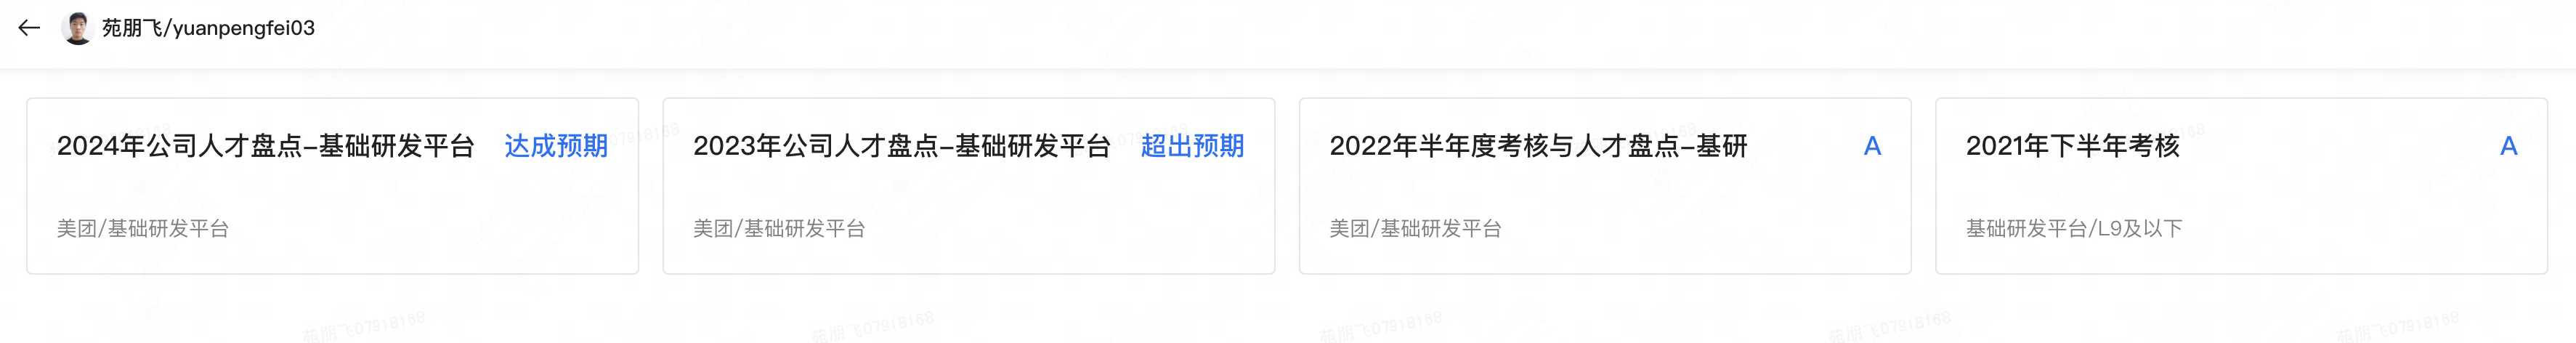 苑朋飞/yuanpengfei03
2024年公司人才盘点-基础研发平台 达成预期
美团/基础研发平台
2023年公司人才盘点-基础研发平台 超出预期
美团/基础研发平台
2022年半年度考核与人才盘点-基研 A
美团/基础研发平台
2021年下半年考核 A
基础研发平台/L9及以下
苑朋飞07918168
苑朋飞07918168
苑朋飞07918168
苑朋飞07918168
苑朋飞07918168